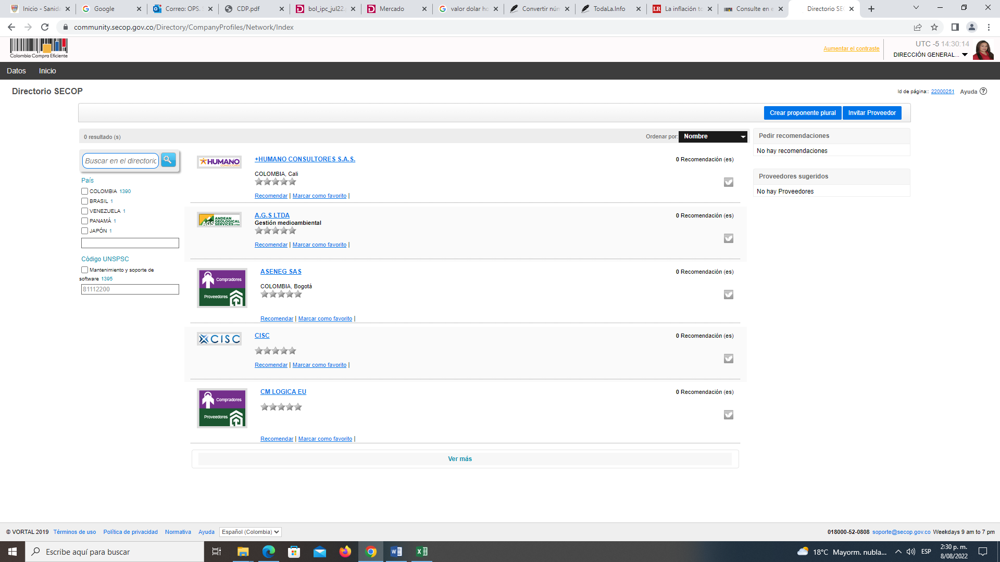 Inicio - Sanida
Google
Correo: OPS.
CDP.pdf
bol_ipc_jul22.
Mercado
valor dolar ho
Convertir núm
TodaLa.Info
La inflación to
Consulte en e
Directorio SE
community.secop.gov.co/Directory/CompanyProfiles/Network/Index
Colombia Compra Eficiente
Aumentar el contraste
UTC -5 14:30:14
DIRECCIÓN GENERAL...
Datos
Inicio
Directorio SECOP
Id de página:: 22000251
Ayuda
Crear proponente plural
Invitar Proveedor
0 resultado (s)
Ordenar por:
Nombre
Buscar en el directoric
País
COLOMBIA 1390
BRASIL 1
VENEZUELA 1
PANAMÁ 1
JAPÓN 1
Código UNSPSC
Mantenimiento y soporte de
software 1395
81112200
HUMANO
+HUMANO CONSULTORES S.A.S.
0 Recomendación (es)
COLOMBIA, Cali
Recomendar | Marcar como favorito |
AGS ANDEAN GEOLOGICAL SERVICES LTDA
A.G.S LTDA
0 Recomendación (es)
Gestión medioambiental
Recomendar | Marcar como favorito |
Compradores
Proveedores
ASENEG SAS
0 Recomendación (es)
COLOMBIA, Bogotá
Recomendar | Marcar como favorito |
CISC
CISC
0 Recomendación (es)
Recomendar | Marcar como favorito |
Compradores
Proveedores
CM LOGICA EU
0 Recomendación (es)
Recomendar | Marcar como favorito |
Ver más
Pedir recomendaciones
No hay recomendaciones
Proveedores sugeridos
No hay Proveedores
© VORTAL 2019 Términos de uso Política de privacidad Normativa Ayuda Español (Colombia)
018000-52-0808 soporte@secop.gov.co Weekdays 9 am to 7 pm
Escribe aquí para buscar
18°C Mayorm. nubla...
ESP
2:30 p. m.
8/08/2022